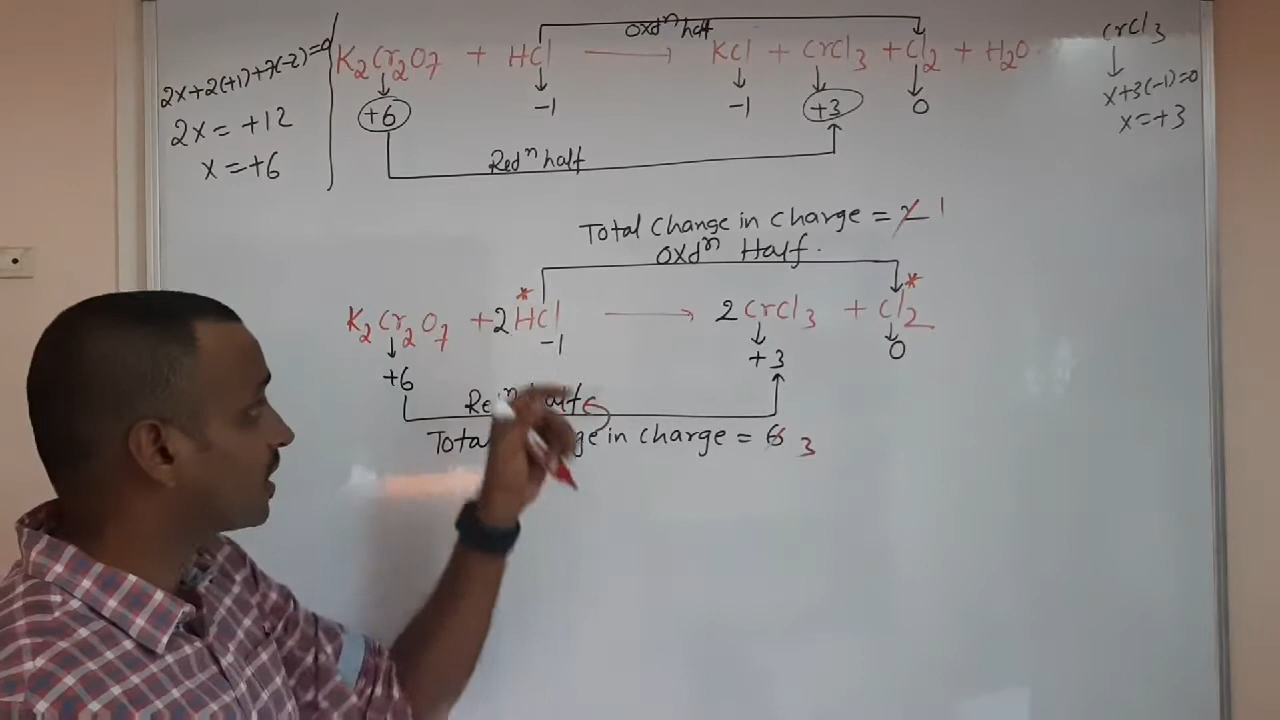 2x+2(+1)+7(-2)=0
2x = +12
x = +6
Oxdⁿ half
K₂Cr₂O₇ + HCl → KCl + CrCl₃ + Cl₂ + H₂O
+6 -1 -1 +3 0
Redⁿ half
CrCl₃
x+3(-1)=0
x=+3
Total Change in Charge = 2 1
Oxdⁿ Half.
* *
K₂Cr₂O₇ + 2HCl → 2CrCl₃ + Cl₂
+6 -1 +3 0
Redⁿ half
in charge = 6 3